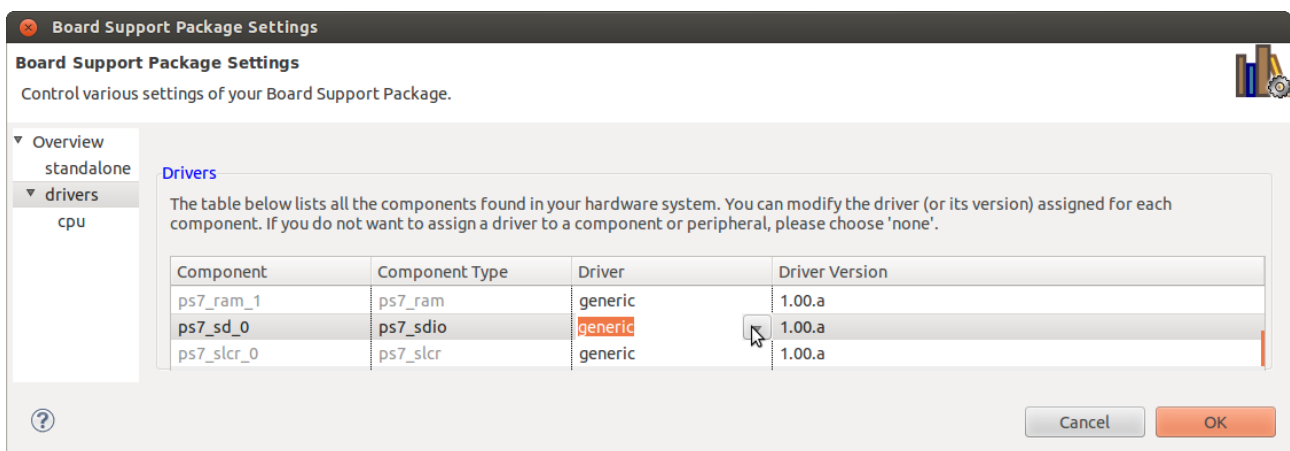 Board Support Package Settings
Board Support Package Settings
Control various settings of your Board Support Package.
Overview
standalone
drivers
cpu
Drivers
The table below lists all the components found in your hardware system. You can modify the driver (or its version) assigned for each
component. If you do not want to assign a driver to a component or peripheral, please choose 'none'.
Component Component Type Driver Driver Version
ps7_ram_1 ps7_ram generic 1.00.a
ps7_sd_0 ps7_sdio generic 1.00.a
ps7_slcr_0 ps7_slcr generic 1.00.a
?
Cancel OK